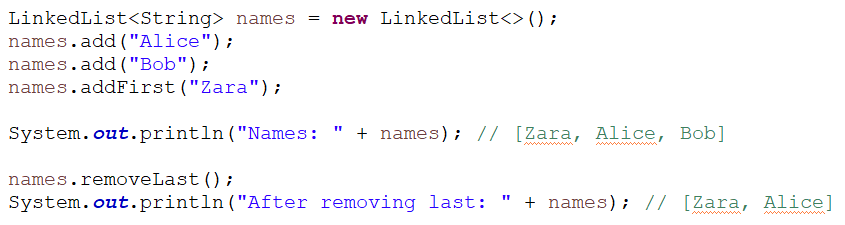 LinkedList<String> names = new LinkedList<>();
names.add("Alice");
names.add("Bob");
names.addFirst("Zara");
System.out.println("Names: " + names); // [Zara, Alice, Bob]
names.removeLast();
System.out.println("After removing last: " + names); // [Zara, Alice]